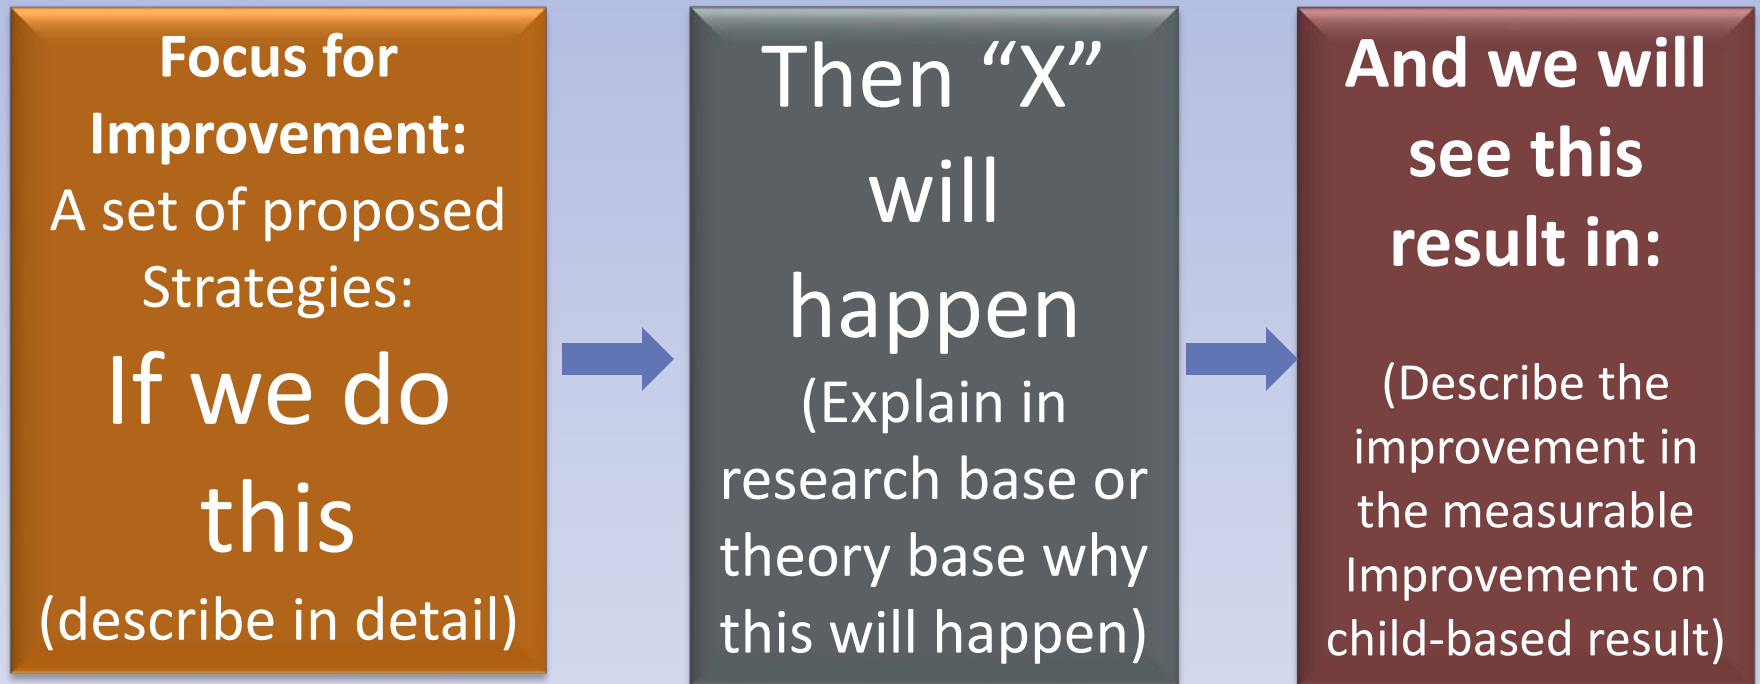 Focus for
Improvement:
A set of proposed
Strategies:
If we do
this
(describe in detail)
Then “X”
will
happen
(Explain in
research base or
theory base why
this will happen)
And we will
see this
result in:
(Describe the
improvement in
the measurable
Improvement on
child-based result)